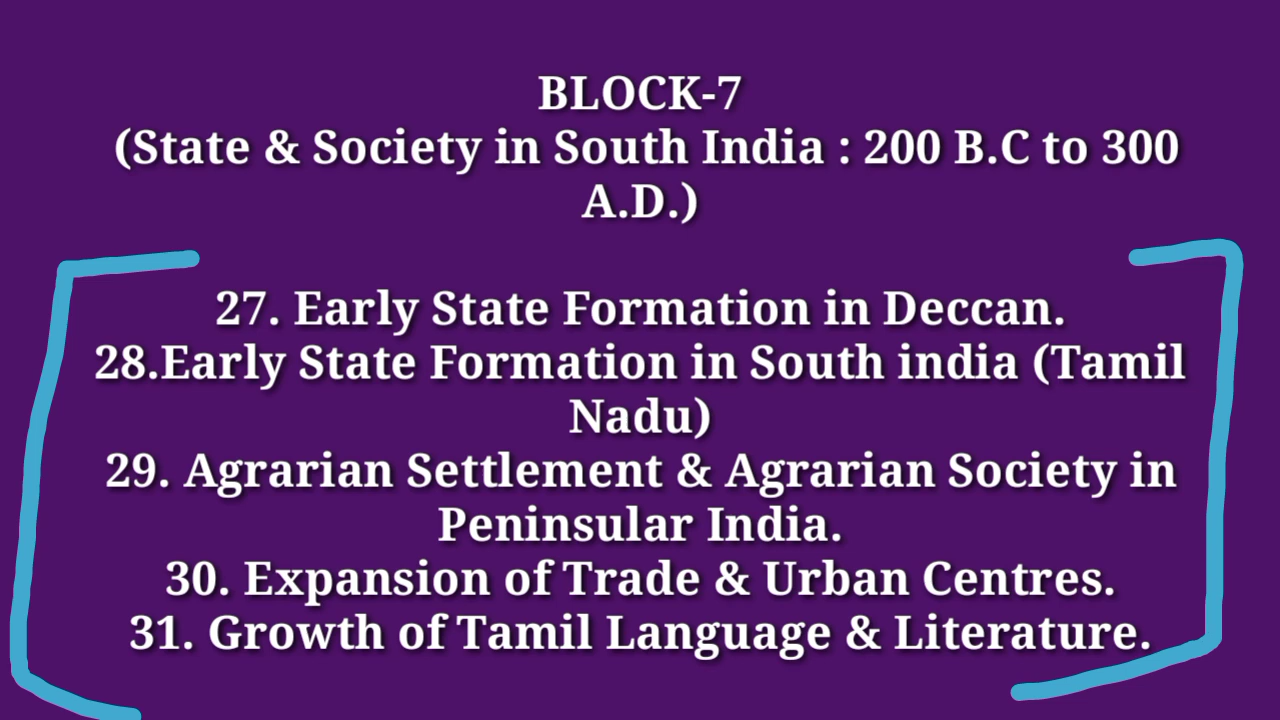 BLOCK-7
(State & Society in South India : 200 B.C to 300
A.D.)
27. Early State Formation in Deccan.
28.Early State Formation in South india (Tamil
Nadu)
29. Agrarian Settlement & Agrarian Society in
Peninsular India.
30. Expansion of Trade & Urban Centres.
31. Growth of Tamil Language & Literature.